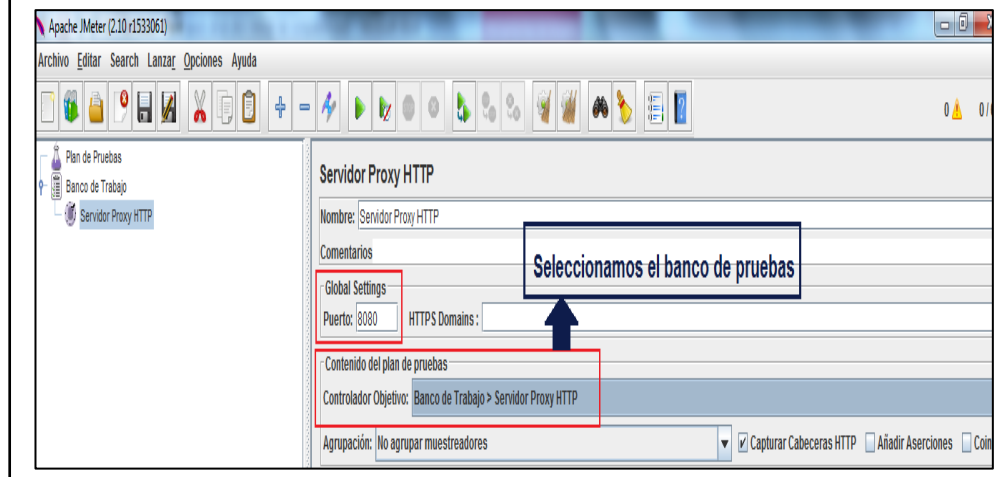 Apache JMeter (2.10 r1533061)
Archivo Editar Search Lanzar Opciones Ayuda
0 0 /
Plan de Pruebas
Banco de Trabajo
Servidor Proxy HTTP
Servidor Proxy HTTP
Nombre: Servidor Proxy HTTP
Comentarios
Seleccionamos el banco de pruebas
Global Settings
Puerto: 8080 HTTPS Domains :
Contenido del plan de pruebas
Controlador Objetivo: Banco de Trabajo > Servidor Proxy HTTP
Agrupación: No agrupar muestreadores Capturar Cabeceras HTTP Añadir Aserciones Coin